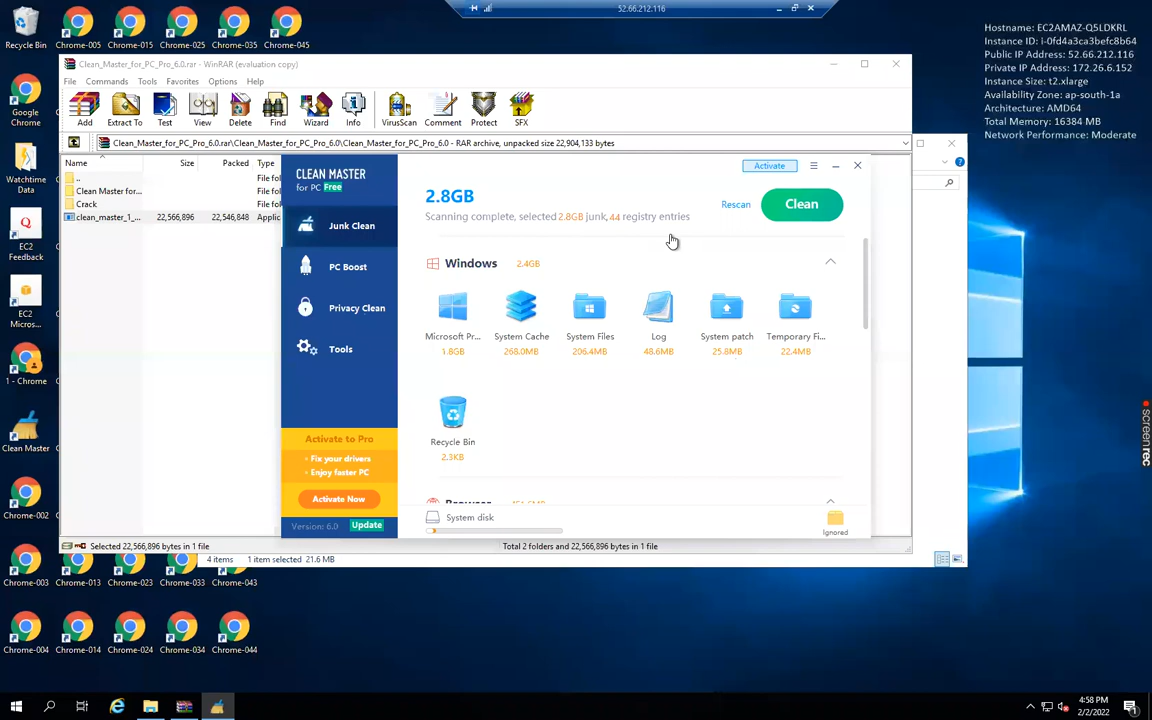 52.66.212.116
Hostname: EC2AMAZ-Q5LDKRL
Instance ID: i-0fd4a3ca3befc8b64
Public IP Address: 52.66.212.116
Private IP Address: 172.26.6.152
Instance Size: t2.xlarge
Availability Zone: ap-south-1a
Architecture: AMD64
Total Memory: 16384 MB
Network Performance: Moderate
Recycle Bin
Chrome-005
Chrome-015
Chrome-025
Chrome-035
Chrome-045
Google Chrome
Watchtime Data
EC2 Feedback
EC2 Micros...
1 - Chrome
Clean Master
Chrome-002
Chrome-003
Chrome-013
Chrome-023
Chrome-033
Chrome-043
Chrome-004
Chrome-014
Chrome-024
Chrome-034
Chrome-044
Clean_Master_for_PC_Pro_6.0.rar - WinRAR (evaluation copy)
File Commands Tools Favorites Options Help
Add Extract To Test View Delete Find Wizard Info VirusScan Comment Protect SFX
Clean_Master_for_PC_Pro_6.0.rar\Clean_Master_for_PC_Pro_6.0\Clean_Master_for_PC_Pro_6.0 - RAR archive, unpacked size 22,904,133 bytes
Name Size Packed Type
.. File fol
Clean Master for... File fol
Crack File fol
clean_master_1_... 22,566,896 22,546,848 Applic
Selected 22,566,896 bytes in 1 file
Total 2 folders and 22,566,896 bytes in 1 file
4 items 1 item selected 21.6 MB
CLEAN MASTER
for PC Free
Junk Clean
PC Boost
Privacy Clean
Tools
Activate to Pro
• Fix your drivers
• Enjoy faster PC
Activate Now
Version: 6.0 Update
Activate
2.8GB
Scanning complete, selected 2.8GB junk, 44 registry entries
Rescan
Clean
Windows 2.4GB
Microsoft Pr... System Cache System Files Log System patch Temporary Fi...
1.8GB 268.0MB 206.4MB 48.6MB 25.8MB 22.4MB
Recycle Bin
2.3KB
Browser
System disk
Ignored
screenrec
4:58 PM
2/2/2022